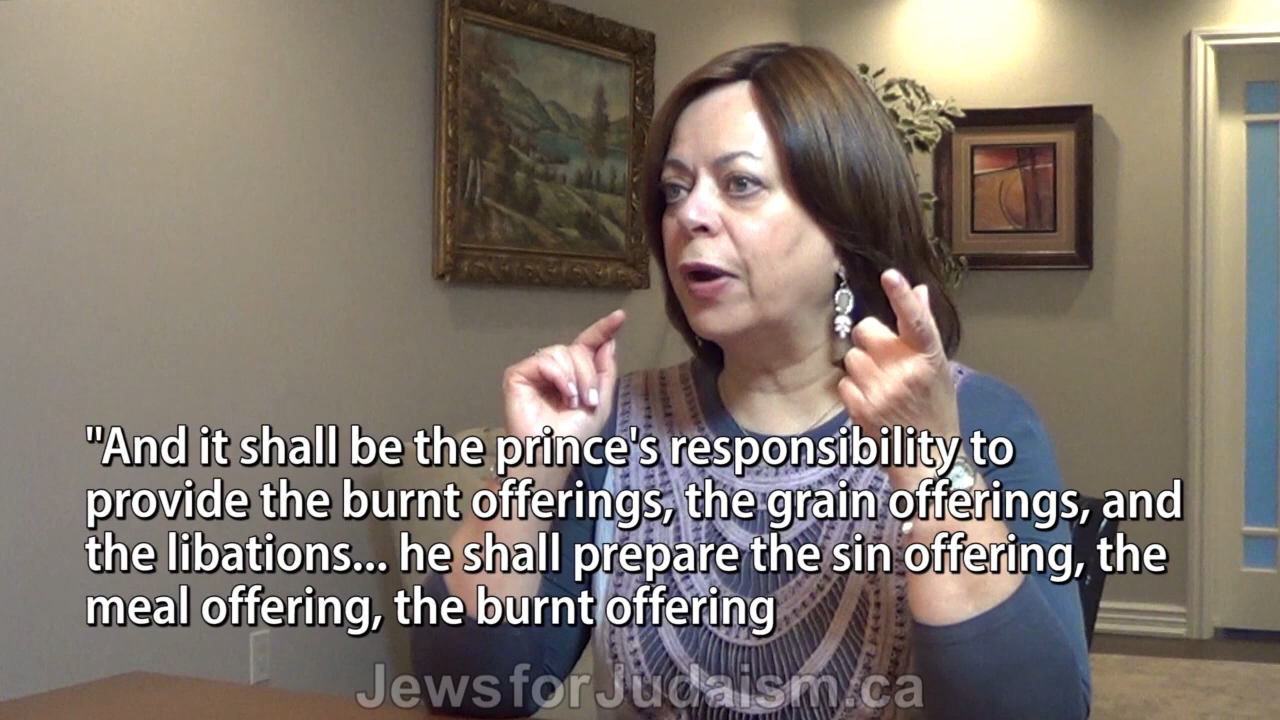 "And it shall be the prince's responsibility to
provide the burnt offerings, the grain offerings, and
the libations... he shall prepare the sin offering, the
meal offering, the burnt offering
JewsforJudaism.ca